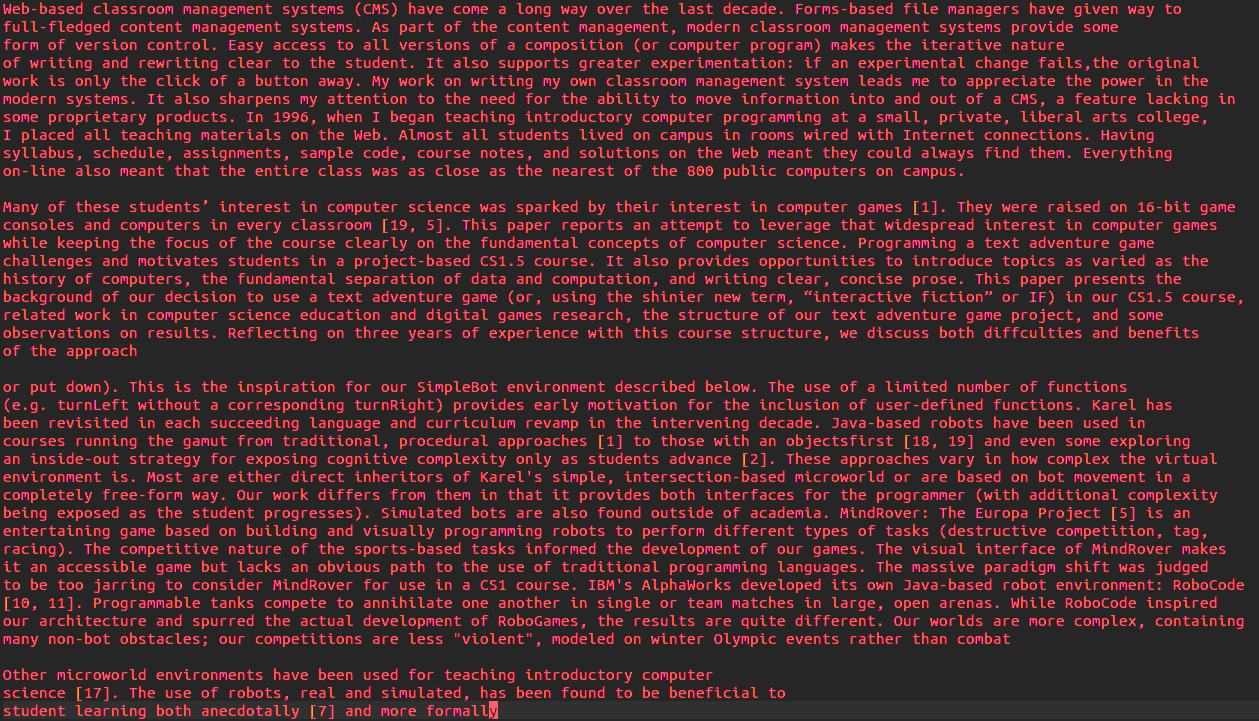 Web-based classroom management systems (CMS) have come a long way over the last decade. Forms-based file managers have given way to
full-fledged content management systems. As part of the content management, modern classroom management systems provide some
form of version control. Easy access to all versions of a composition (or computer program) makes the iterative nature
of writing and rewriting clear to the student. It also supports greater experimentation: if an experimental change fails,the original
work is only the click of a button away. My work on writing my own classroom management system leads me to appreciate the power in the
modern systems. It also sharpens my attention to the need for the ability to move information into and out of a CMS, a feature lacking in
some proprietary products. In 1996, when I began teaching introductory computer programming at a small, private, liberal arts college,
I placed all teaching materials on the Web. Almost all students lived on campus in rooms wired with Internet connections. Having
syllabus, schedule, assignments, sample code, course notes, and solutions on the Web meant they could always find them. Everything
on-line also meant that the entire class was as close as the nearest of the 800 public computers on campus.

Many of these students’ interest in computer science was sparked by their interest in computer games [1]. They were raised on 16-bit game
consoles and computers in every classroom [19, 5]. This paper reports an attempt to leverage that widespread interest in computer games
while keeping the focus of the course clearly on the fundamental concepts of computer science. Programming a text adventure game
challenges and motivates students in a project-based CS1.5 course. It also provides opportunities to introduce topics as varied as the
history of computers, the fundamental separation of data and computation, and writing clear, concise prose. This paper presents the
background of our decision to use a text adventure game (or, using the shinier new term, “interactive fiction” or IF) in our CS1.5 course,
related work in computer science education and digital games research, the structure of our text adventure game project, and some
observations on results. Reflecting on three years of experience with this course structure, we discuss both diffculties and benefits
of the approach

or put down). This is the inspiration for our SimpleBot environment described below. The use of a limited number of functions
(e.g. turnLeft without a corresponding turnRight) provides early motivation for the inclusion of user-defined functions. Karel has
been revisited in each succeeding language and curriculum revamp in the intervening decade. Java-based robots have been used in
courses running the gamut from traditional, procedural approaches [1] to those with an objectsfirst [18, 19] and even some exploring
an inside-out strategy for exposing cognitive complexity only as students advance [2]. These approaches vary in how complex the virtual
environment is. Most are either direct inheritors of Karel's simple, intersection-based microworld or are based on bot movement in a
completely free-form way. Our work differs from them in that it provides both interfaces for the programmer (with additional complexity
being exposed as the student progresses). Simulated bots are also found outside of academia. MindRover: The Europa Project [5] is an
entertaining game based on building and visually programming robots to perform different types of tasks (destructive competition, tag,
racing). The competitive nature of the sports-based tasks informed the development of our games. The visual interface of MindRover makes
it an accessible game but lacks an obvious path to the use of traditional programming languages. The massive paradigm shift was judged
to be too jarring to consider MindRover for use in a CS1 course. IBM's AlphaWorks developed its own Java-based robot environment: RoboCode
[10, 11]. Programmable tanks compete to annihilate one another in single or team matches in large, open arenas. While RoboCode inspired
our architecture and spurred the actual development of RoboGames, the results are quite different. Our worlds are more complex, containing
many non-bot obstacles; our competitions are less "violent", modeled on winter Olympic events rather than combat

Other microworld environments have been used for teaching introductory computer
science [17]. The use of robots, real and simulated, has been found to be beneficial to
student learning both anecdotally [7] and more formally